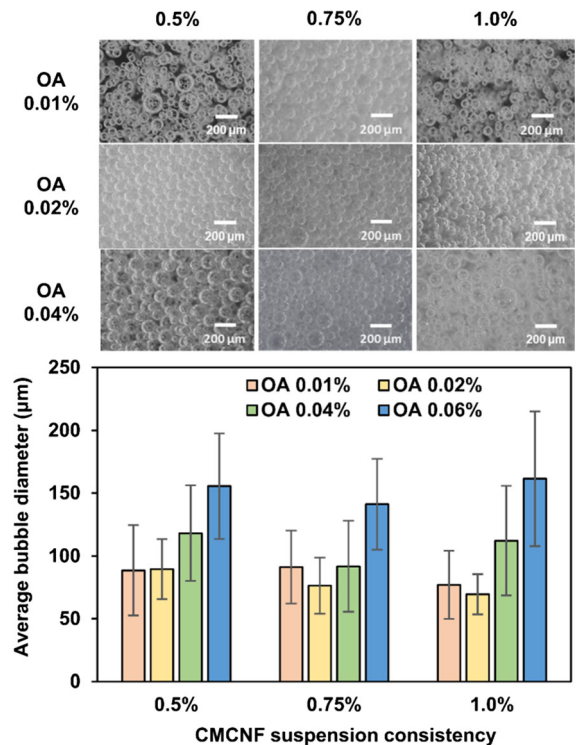 0.5% 0.75% 1.0%
OA 0.01%
200 µm 200 µm 200 µm
OA 0.02%
200 µm 200 µm 200 µm
OA 0.04%
200 µm 200 µm 200 µm
Average bubble diameter (µm)
250
200
150
100
50
0
OA 0.01% OA 0.02%
OA 0.04% OA 0.06%
0.5% 0.75% 1.0%
CMCNF suspension consistency